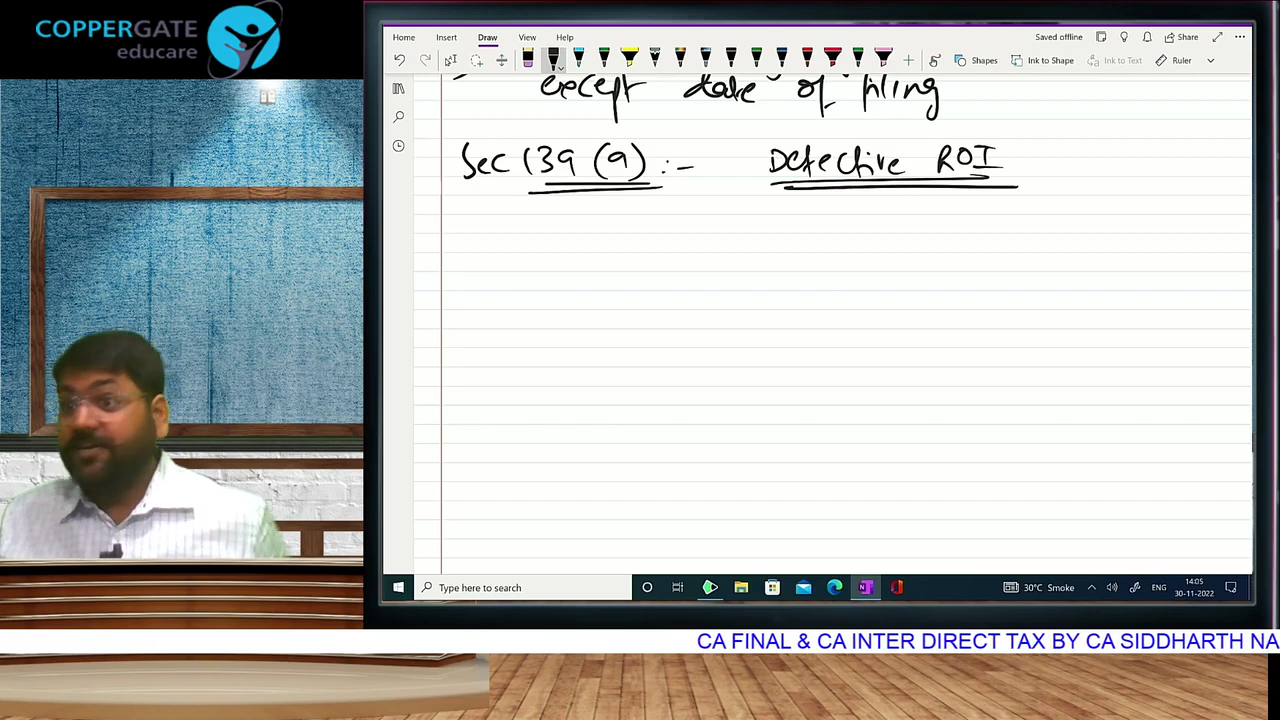 COPPERGATE
educare
Home Insert Draw View Help
Saved offline
Share
Shapes
Ink to Shape
Ink to Text
Ruler
except date of filing
Sec 139 (9) :- Defective ROI
Type here to search
30°C Smoke
ENG
14:05
30-11-2022
CA FINAL & CA INTER DIRECT TAX BY CA SIDDHARTH NA